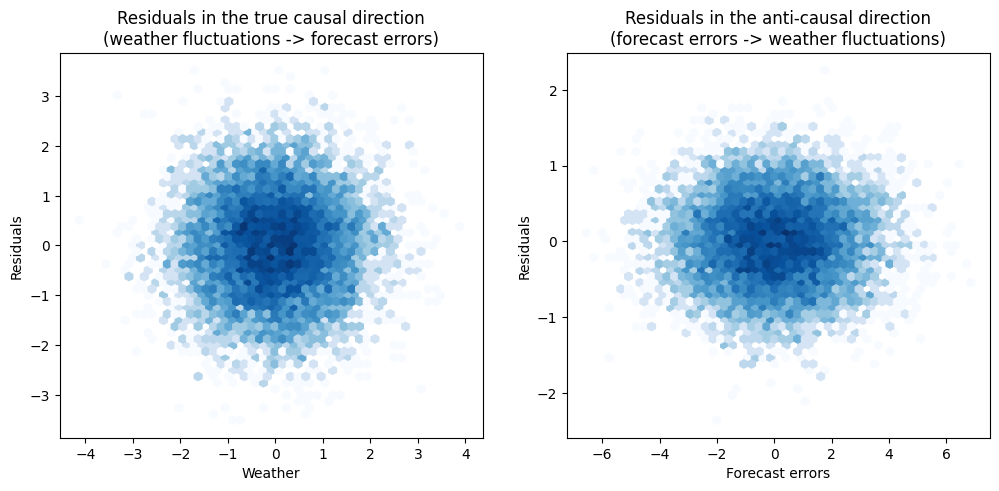 Residuals in the true causal direction
(weather fluctuations -> forecast errors)
Residuals
3
2
1
0
−1
−2
−3
−4 −3 −2 −1 0 1 2 3 4
Weather
Residuals in the anti-causal direction
(forecast errors -> weather fluctuations)
Residuals
2
1
0
−1
−2
−6 −4 −2 0 2 4 6
Forecast errors